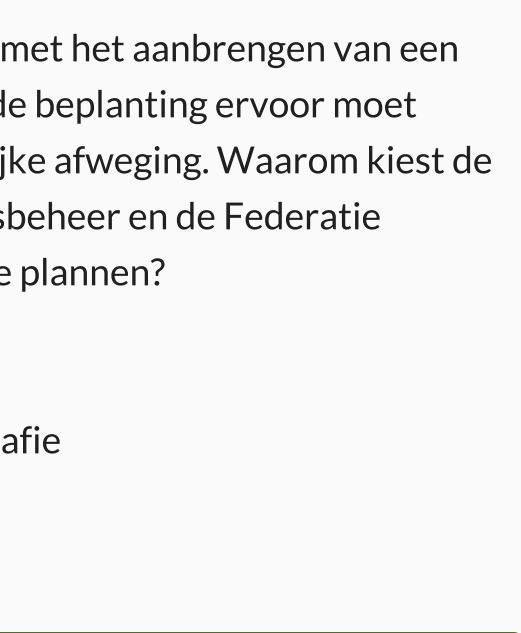 met het aanbrengen van een
de beplanting ervoor moet
jke afweging. Waarom kiest de
sbeheer en de Federatie
e plannen?
afie